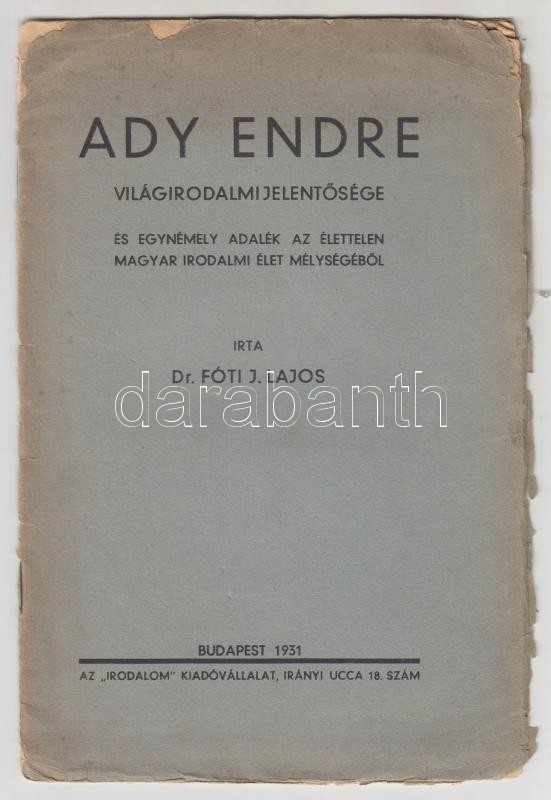 ADY ENDRE
VILÁGIRODALMI JELENTŐSÉGE
ÉS EGYNÉMELY ADALÉK AZ ÉLETTELEN
MAGYAR IRODALMI ÉLET MÉLYSÉGÉBŐL
IRTA
Dr. FÓTI J. LAJOS
darabanth
BUDAPEST 1931
AZ „IRODALOM" KIADÓVÁLLALAT, IRÁNYI UCCA 18. SZÁM